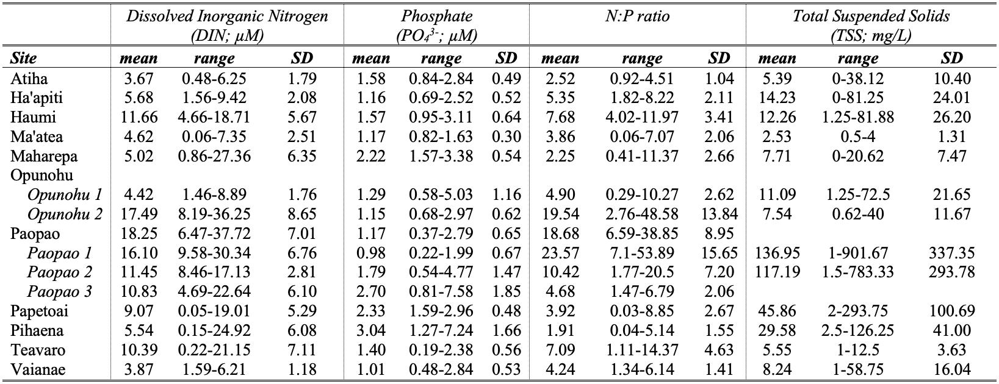 Dissolved Inorganic Nitrogen Phosphate N:P ratio Total Suspended Solids
(DIN; µM) (PO₄³⁻; µM) (TSS; mg/L)
Site mean range SD mean range SD mean range SD mean range SD
Atiha 3.67 0.48-6.25 1.79 1.58 0.84-2.84 0.49 2.52 0.92-4.51 1.04 5.39 0-38.12 10.40
Ha'apiti 5.68 1.56-9.42 2.08 1.16 0.69-2.52 0.52 5.35 1.82-8.22 2.11 14.23 0-81.25 24.01
Haumi 11.66 4.66-18.71 5.67 1.57 0.95-3.11 0.64 7.68 4.02-11.97 3.41 12.26 1.25-81.88 26.20
Ma'atea 4.62 0.06-7.35 2.51 1.17 0.82-1.63 0.30 3.86 0.06-7.07 2.06 2.53 0.5-4 1.31
Maharepa 5.02 0.86-27.36 6.35 2.22 1.57-3.38 0.54 2.25 0.41-11.37 2.66 7.71 0-20.62 7.47
Opunohu
Opunohu 1 4.42 1.46-8.89 1.76 1.29 0.58-5.03 1.16 4.90 0.29-10.27 2.62 11.09 1.25-72.5 21.65
Opunohu 2 17.49 8.19-36.25 8.65 1.15 0.68-2.97 0.62 19.54 2.76-48.58 13.84 7.54 0.62-40 11.67
Paopao 18.25 6.47-37.72 7.01 1.17 0.37-2.79 0.65 18.68 6.59-38.85 8.95
Paopao 1 16.10 9.58-30.34 6.76 0.98 0.22-1.99 0.67 23.57 7.1-53.89 15.65 136.95 1-901.67 337.35
Paopao 2 11.45 8.46-17.13 2.81 1.79 0.54-4.77 1.47 10.42 1.77-20.5 7.20 117.19 1.5-783.33 293.78
Paopao 3 10.83 4.69-22.64 6.10 2.70 0.81-7.58 1.85 4.68 1.47-6.79 2.06
Papetoai 9.07 0.05-19.01 5.29 2.33 1.59-2.96 0.48 3.92 0.03-8.85 2.67 45.86 2-293.75 100.69
Pihaena 5.54 0.15-24.92 6.08 3.04 1.27-7.24 1.66 1.91 0.04-5.14 1.55 29.58 2.5-126.25 41.00
Teavaro 10.39 0.22-21.15 7.11 1.40 0.19-2.38 0.56 7.09 1.11-14.37 4.63 5.55 1-12.5 3.63
Vaianae 3.87 1.59-6.21 1.18 1.01 0.48-2.84 0.53 4.24 1.34-6.14 1.41 8.24 1-58.75 16.04